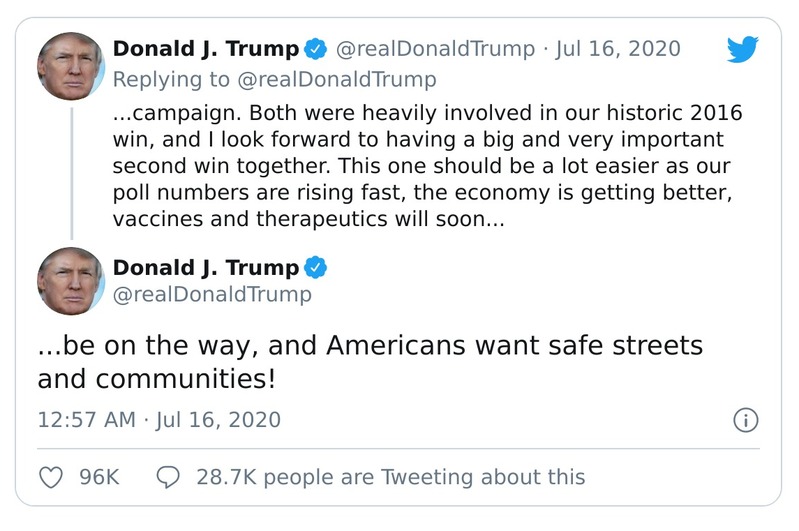 Donald J. Trump @realDonaldTrump · Jul 16, 2020
Replying to @realDonaldTrump
...campaign. Both were heavily involved in our historic 2016
win, and I look forward to having a big and very important
second win together. This one should be a lot easier as our
poll numbers are rising fast, the economy is getting better,
vaccines and therapeutics will soon...
Donald J. Trump
@realDonaldTrump
...be on the way, and Americans want safe streets
and communities!
12:57 AM · Jul 16, 2020
96K 28.7K people are Tweeting about this